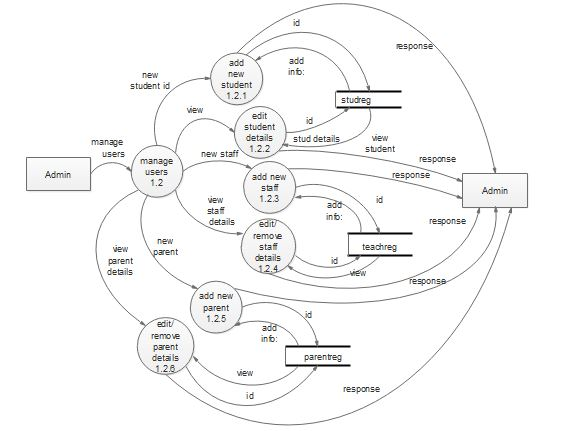 id
response
add
new
student
1.2.1
add
info:
new
student id
studreg
view
edit
student
details
1.2.2
id
stud details
view
student
manage
users
new staff
response
Admin
manage
users
1.2
add new
staff
1.2.3
response
Admin
id
view
staff
details
add
info:
response
edit/
remove
staff
details
1.2.4
teachreg
id
view
new
parent
view
parent
details
response
add new
parent
1.2.5
id
edit/
remove
parent
details
1.2.6
add
info:
parentreg
view
id
response